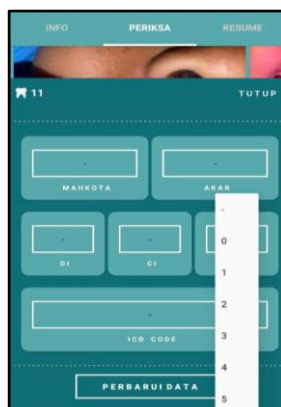 INFO PERIKSA RESUME
11 TUTUP
- -
MAHKOTA AKAR
- -
DI CI
-
ICD CODE
PERBARUI DATA
-
0
1
2
3
4
5